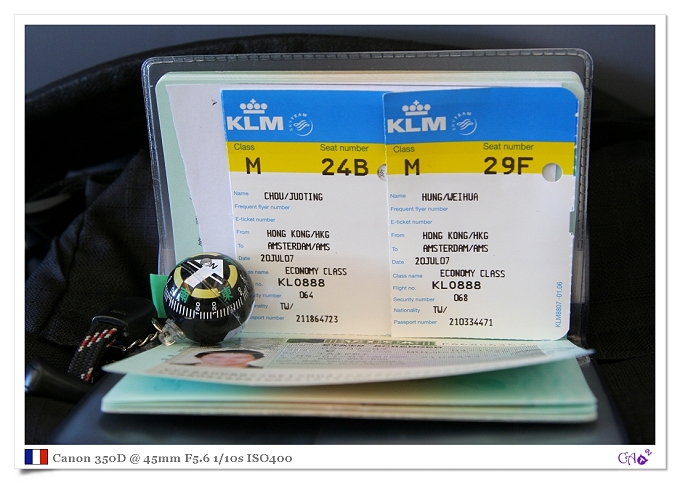 KLM SKYTEAM
Class Seat number
M 24B
Name CHOU/JUOTING
Frequent flyer number
E-ticket number
From HONG KONG/HKG
To AMSTERDAM/AMS
Date 20JUL07
class name ECONOMY CLASS
no. KL0888
number 064
TW/
number 211864723
KLM
Class Seat number
M 29F
Name HUNG/WEIHUA
Frequent flyer number
E-ticket number
From HONG KONG/HKG
To AMSTERDAM/AMS
Date 20JUL07
Class name ECONOMY CLASS
Flight no. KL0888
Security number 068
Nationality TW/
Passport number 210334471
Canon 350D @ 45mm F5.6 1/10s ISO400